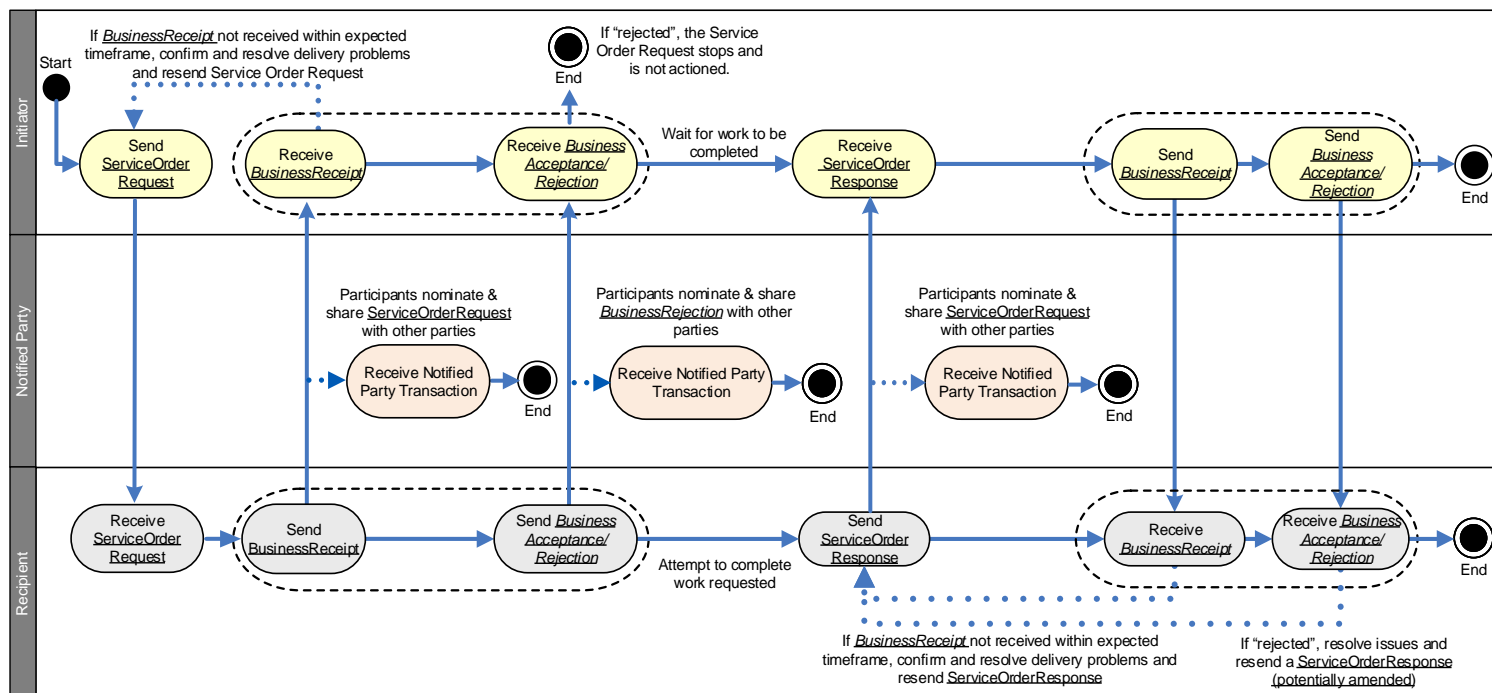 Initiator
If BusinessReceipt not received within expected
timeframe, confirm and resolve delivery problems
and resend Service Order Request
Start
End
If “rejected”, the Service
Order Request stops and
is not actioned.
Send
ServiceOrder
Request
Receive
BusinessReceipt
Receive Business
Acceptance/
Rejection
Wait for work to be
completed
Receive
ServiceOrder
Response
Send
BusinessReceipt
Send
Business
Acceptance/
Rejection
End
Notified Party
Participants nominate &
share ServiceOrderRequest
with other parties
Receive Notified
Party Transaction
End
Participants nominate & share
BusinessRejection with other
parties
Receive Notified Party
Transaction
End
Participants nominate &
share ServiceOrderRequest
with other parties
Receive Notified
Party Transaction
End
Recipient
Receive
ServiceOrder
Request
Send
BusinessReceipt
Send Business
Acceptance/
Rejection
Attempt to complete
work requested
Send
ServiceOrder
Response
Receive
BusinessReceipt
Receive Business
Acceptance/
Rejection
End
If BusinessReceipt not received within expected
timeframe, confirm and resolve delivery problems and
resend ServiceOrderResponse
If “rejected”, resolve issues and
resend a ServiceOrderResponse
(potentially amended)